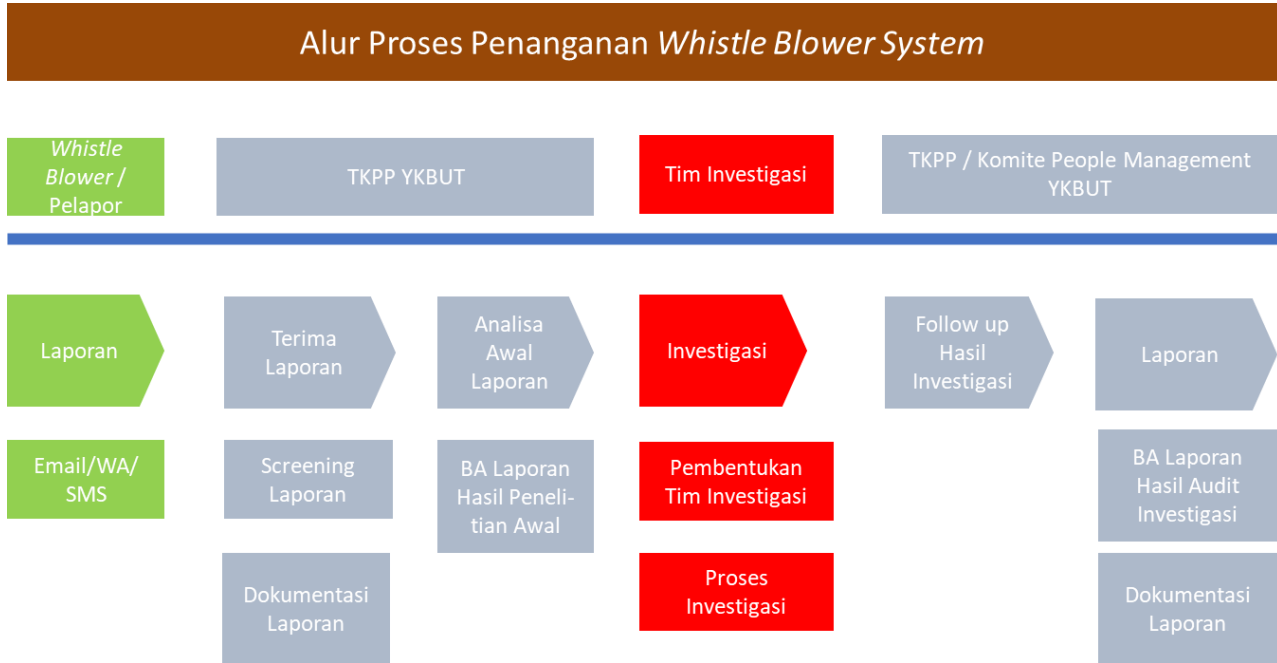 Alur Proses Penanganan Whistle Blower System
Whistle
Blower /
Pelapor
TKPP YKBUT
Tim Investigasi
TKPP / Komite People Management
YKBUT
Laporan
Terima
Laporan
Analisa
Awal
Laporan
Investigasi
Follow up
Hasil
Investigasi
Laporan
Email/WA/
SMS
Screening
Laporan
BA Laporan
Hasil Peneli-
tian Awal
Pembentukan
Tim Investigasi
BA Laporan
Hasil Audit
Investigasi
Dokumentasi
Laporan
Proses
Investigasi
Dokumentasi
Laporan